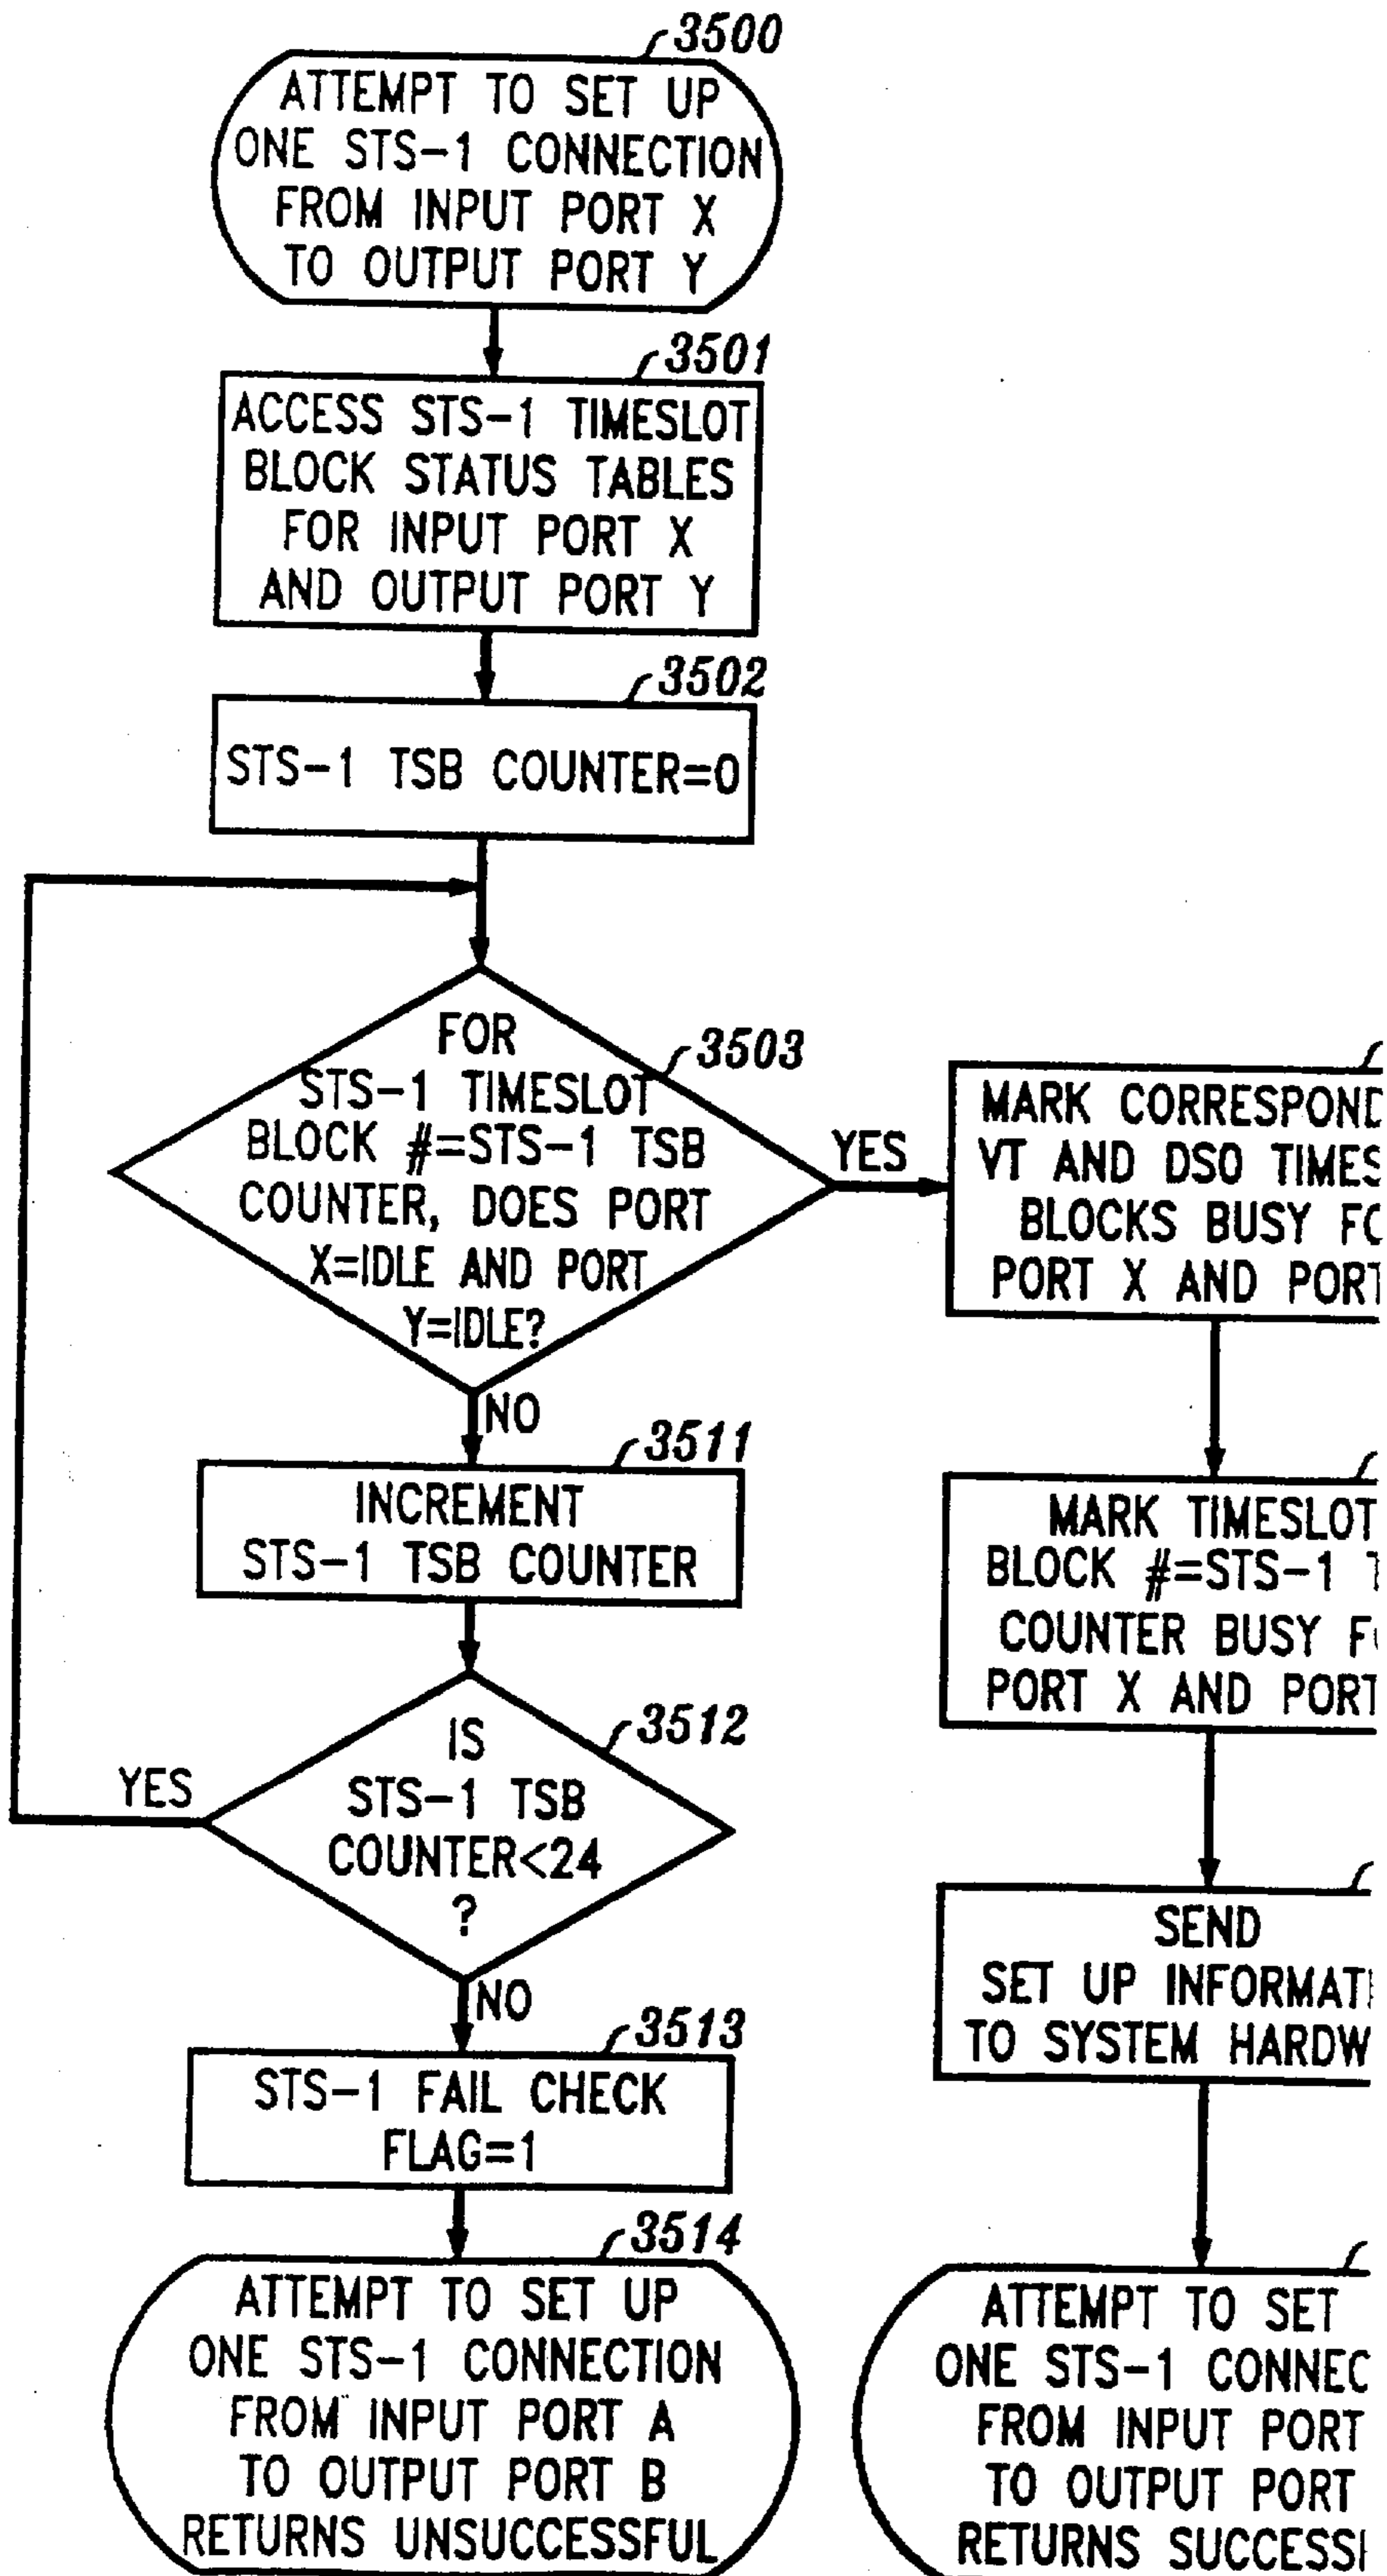 3500
ATTEMPT TO SET UP
ONE STS-1 CONNECTION
FROM INPUT PORT X
TO OUTPUT PORT Y
3501
ACCESS STS-1 TIMESLOT
BLOCK STATUS TABLES
FOR INPUT PORT X
AND OUTPUT PORT Y
3502
STS-1 TSB COUNTER=0
3503
FOR
STS-1 TIMESLOT
BLOCK #=STS-1 TSB
COUNTER, DOES PORT
X=IDLE AND PORT
Y=IDLE?
YES
NO
3511
INCREMENT
STS-1 TSB COUNTER
3512
IS
STS-1 TSB
COUNTER<24
?
YES
NO
3513
STS-1 FAIL CHECK
FLAG=1
3514
ATTEMPT TO SET UP
ONE STS-1 CONNECTION
FROM INPUT PORT A
TO OUTPUT PORT B
RETURNS UNSUCCESSFUL
MARK CORRESPOND
VT AND DSO TIMES
BLOCKS BUSY
PORT X AND PORT
MARK TIMESLOT
BLOCK #=STS-1
COUNTER BUSY
PORT X AND PORT
SEND
SET UP INFORMAT
TO SYSTEM HARDW
ATTEMPT TO SET
ONE STS-1 CONNEC
FROM INPUT PORT
TO OUTPUT PORT
RETURNS SUCCESS